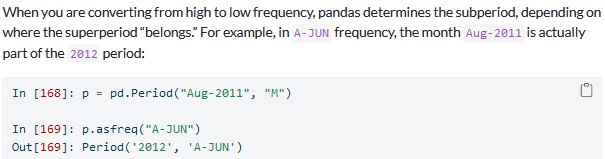 When you are converting from high to low frequency, pandas determines the subperiod, depending on
where the superperiod “belongs.” For example, in A-JUN frequency, the month Aug-2011 is actually
part of the 2012 period:
In [168]: p = pd.Period("Aug-2011", "M")
In [169]: p.asfreq("A-JUN")
Out[169]: Period('2012', 'A-JUN')